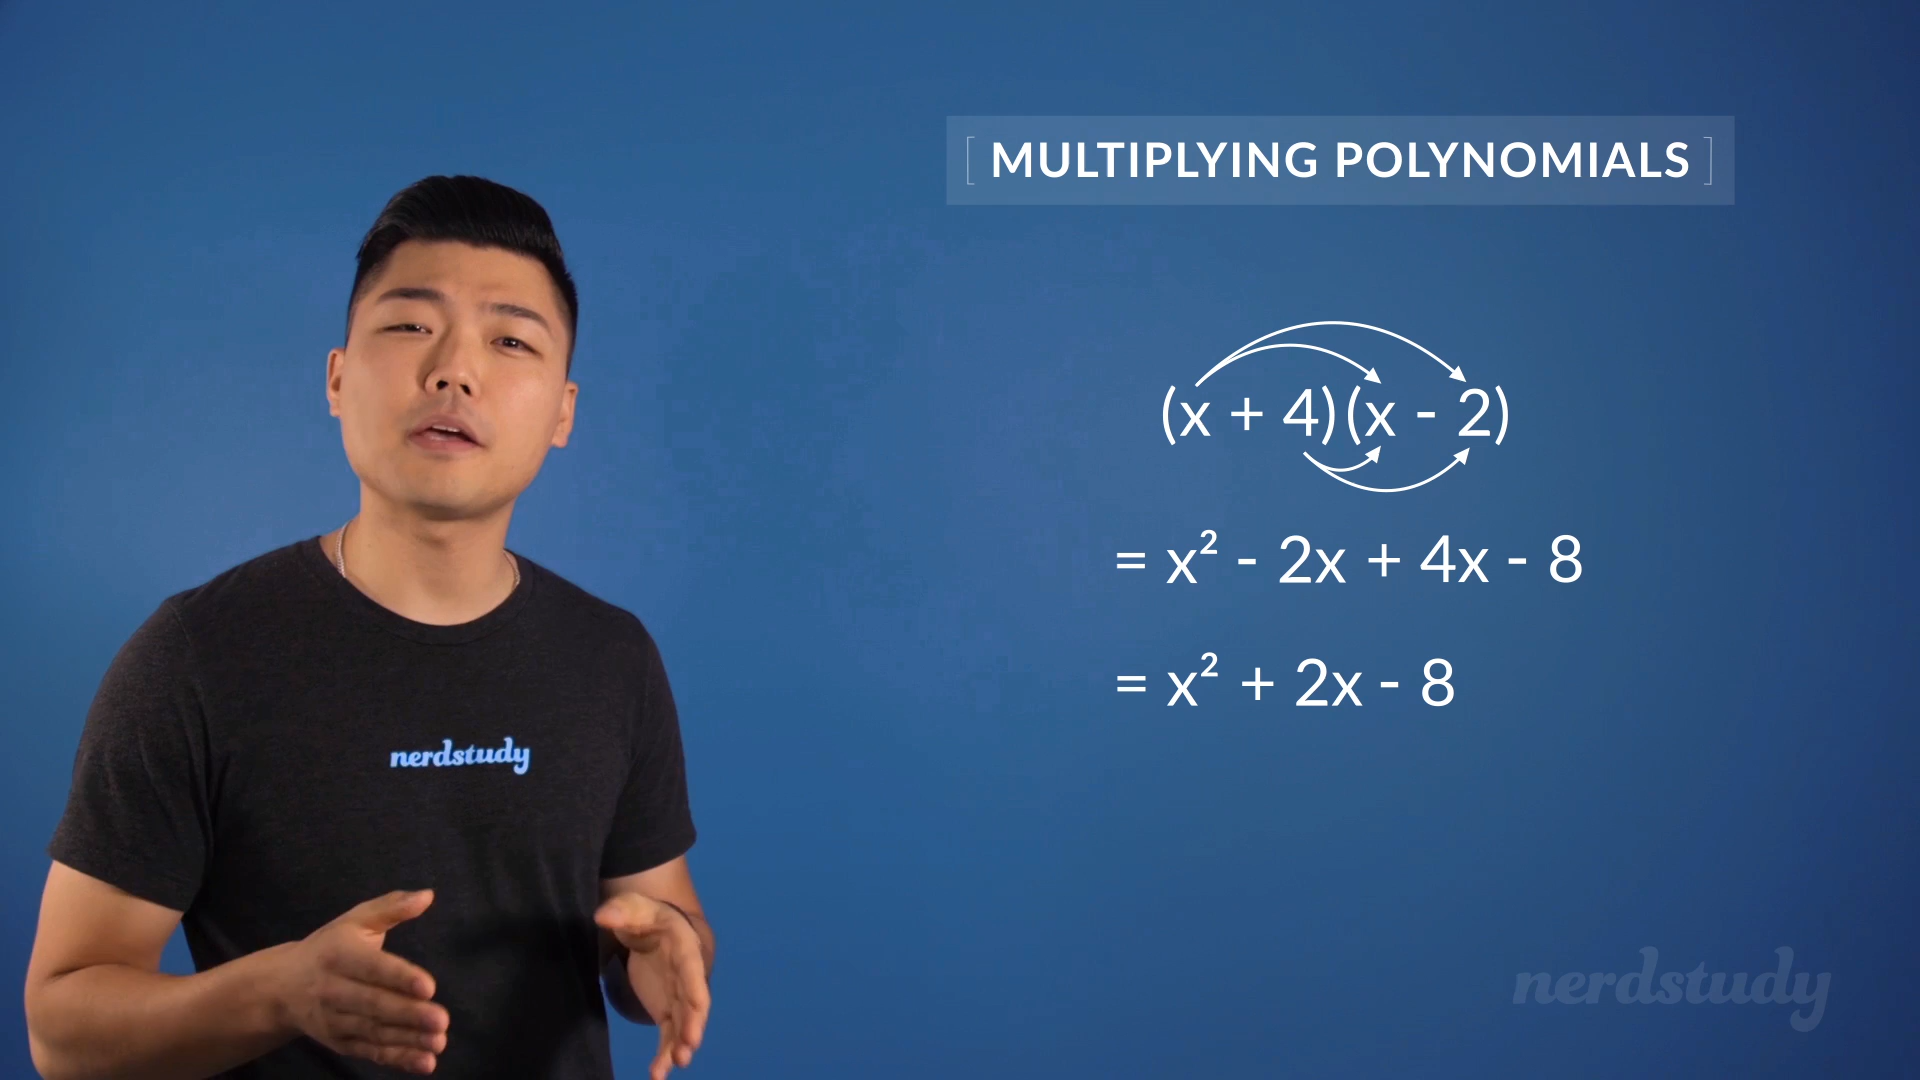 [ MULTIPLYING POLYNOMIALS ]
(x + 4)(x - 2)
= x² - 2x + 4x - 8
= x² + 2x - 8
nerdstudy
nerdstudy